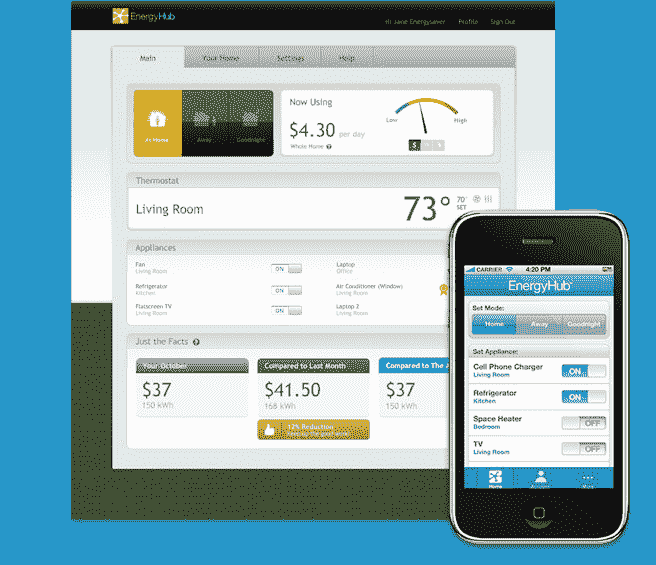 EnergyHub
Hi Jane Energysaver Profile Sign Out
Main Your Home Settings Help
Now Using
$4.30 per day
Whole Home
Low High
At Home Away Goodnight
Thermostat
Living Room 73° 70° SET
Appliances
Fan
Living Room
ON
Laptop
Office
Refrigerator
Kitchen
ON
Air Conditioner (Window)
Living Room
Flatscreen TV
Living Room
ON
Laptop 2
Living Room
Just the Facts
Your October
$37
150 kWh
Compared to Last Month
$41.50
168 kWh
12% Reduction
Compared to The A
$37
150 kWh
CARRIER 4:20 PM
EnergyHub
Set Mode:
Home Away Goodnight
Set Appliance:
Cell Phone Charger
Living Room
ON
Refrigerator
Kitchen
ON
Space Heater
Bedroom
OFF
TV
Living Room
OFF
Home